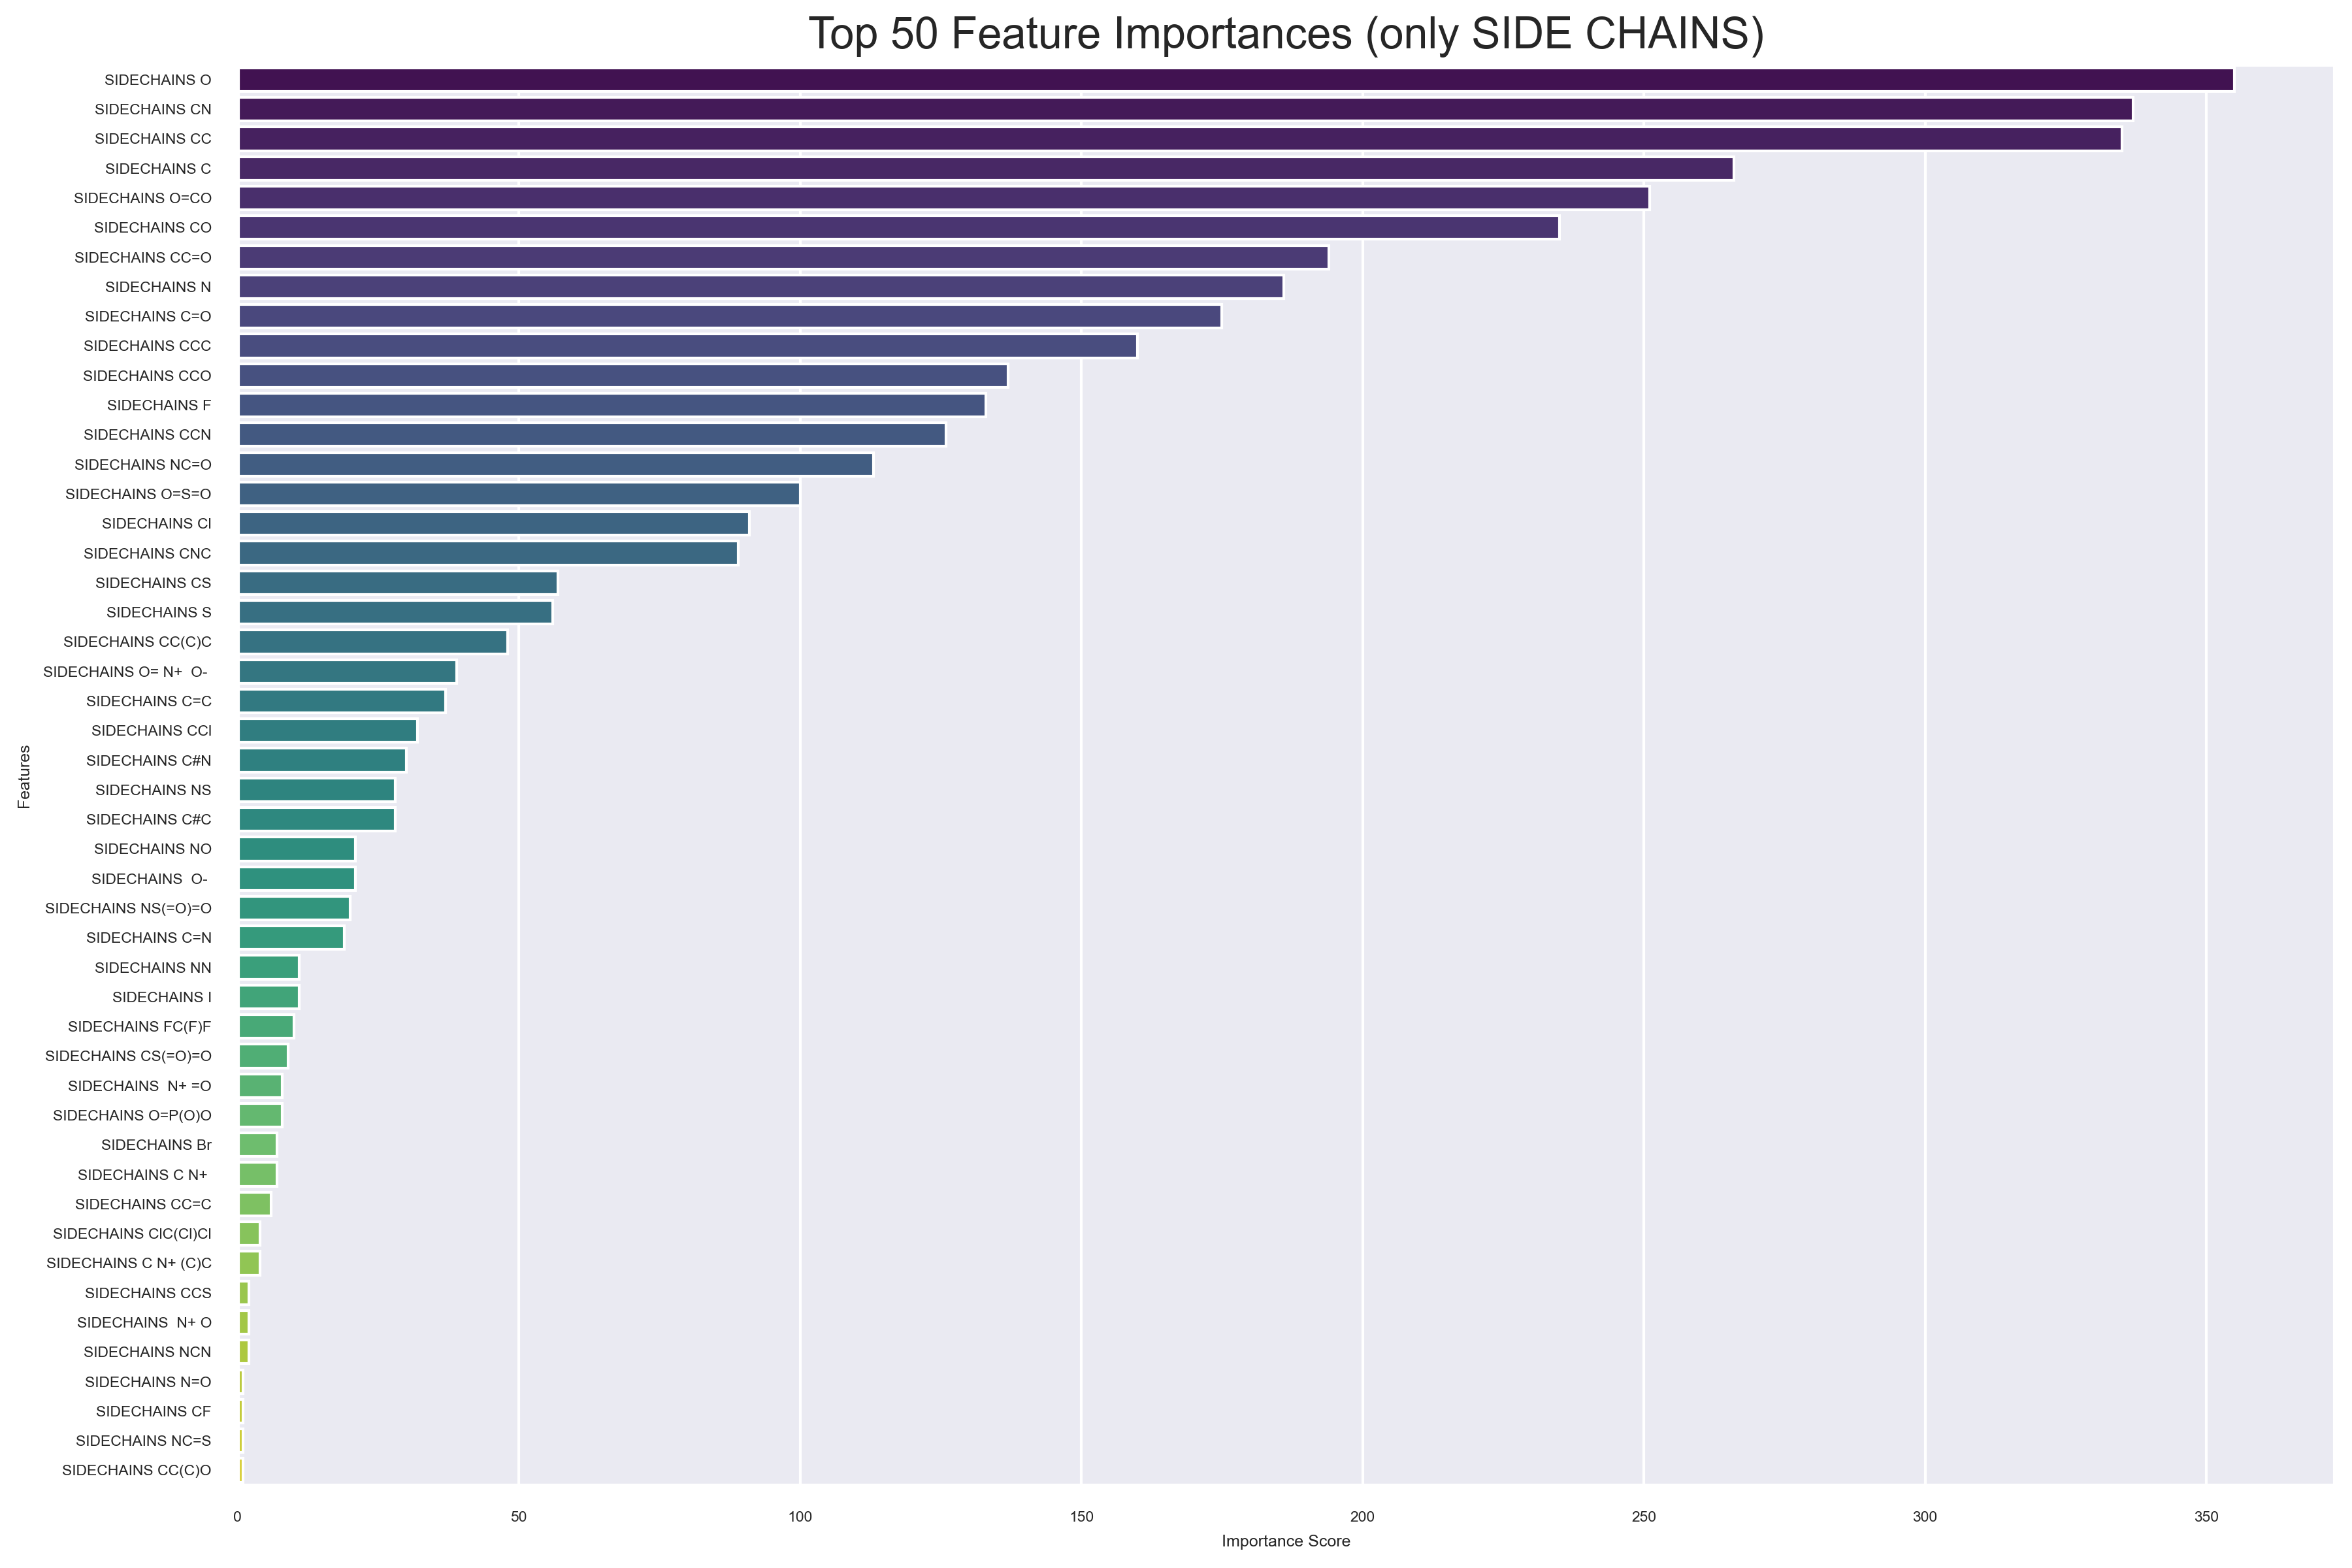 Top 50 Feature Importances (only SIDE CHAINS)
SIDECHAINS O
SIDECHAINS CN
SIDECHAINS CC
SIDECHAINS C
SIDECHAINS O=CO
SIDECHAINS CO
SIDECHAINS CC=O
SIDECHAINS N
SIDECHAINS C=O
SIDECHAINS CCC
SIDECHAINS CCO
SIDECHAINS F
SIDECHAINS CCN
SIDECHAINS NC=O
SIDECHAINS O=S=O
SIDECHAINS Cl
SIDECHAINS CNC
SIDECHAINS CS
SIDECHAINS S
SIDECHAINS CC(C)C
SIDECHAINS O= N+  O-
SIDECHAINS C=C
SIDECHAINS CCl
SIDECHAINS C#N
SIDECHAINS NS
SIDECHAINS C#C
SIDECHAINS NO
SIDECHAINS  O-
SIDECHAINS NS(=O)=O
SIDECHAINS C=N
SIDECHAINS NN
SIDECHAINS I
SIDECHAINS FC(F)F
SIDECHAINS CS(=O)=O
SIDECHAINS  N+ =O
SIDECHAINS O=P(O)O
SIDECHAINS Br
SIDECHAINS C N+
SIDECHAINS CC=C
SIDECHAINS ClC(Cl)Cl
SIDECHAINS C N+ (C)C
SIDECHAINS CCS
SIDECHAINS  N+ O
SIDECHAINS NCN
SIDECHAINS N=O
SIDECHAINS CF
SIDECHAINS NC=S
SIDECHAINS CC(C)O
Features
0 50 100 150 200 250 300 350
Importance Score